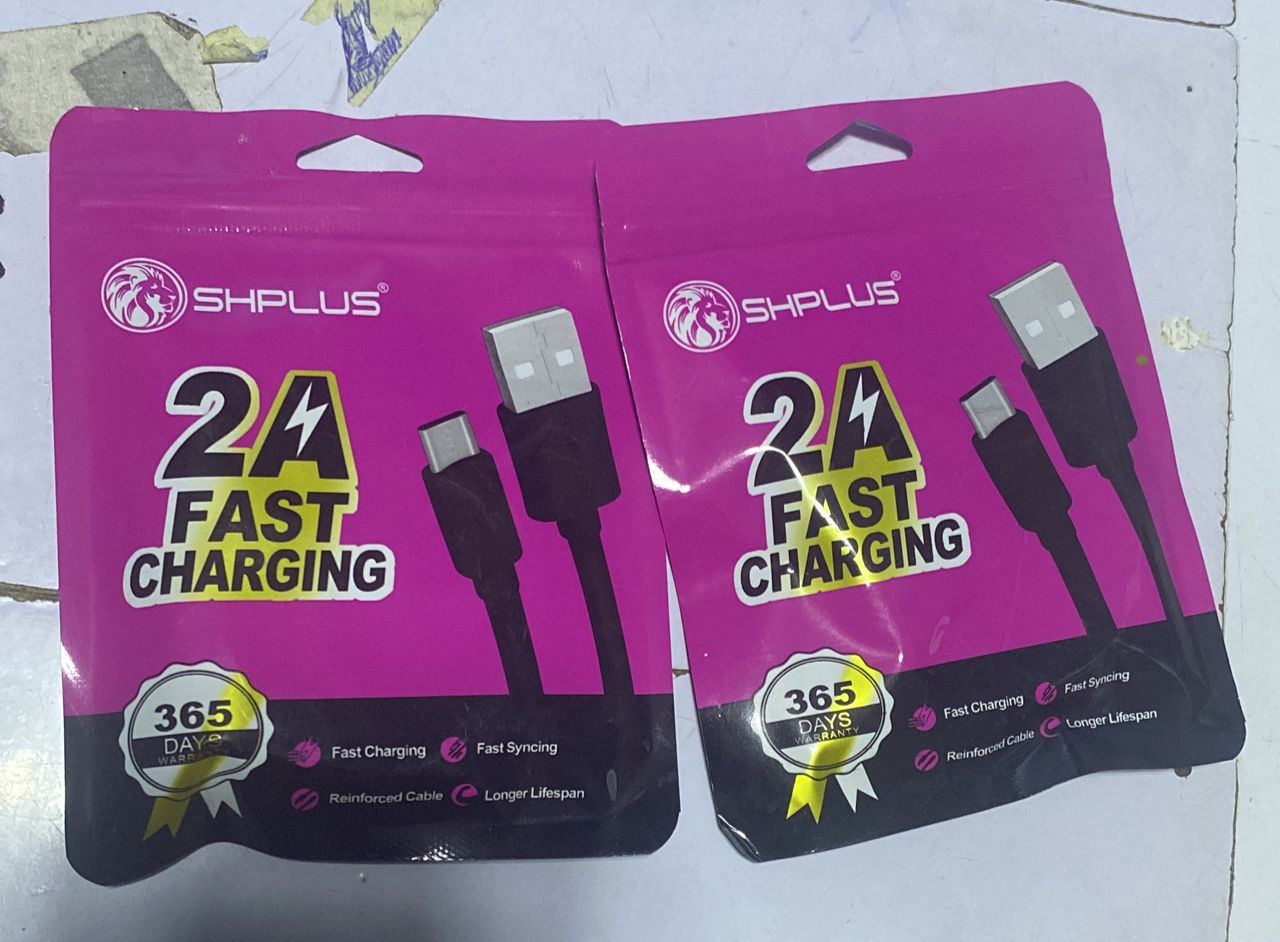 SHPLUS®
2A
FAST
CHARGING
365
DAYS
WARRANTY
Fast Charging
Fast Syncing
Reinforced Cable
Longer Lifespan
SHPLUS®
2A
FAST
CHARGING
365
DAYS
WARRANTY
Fast Charging
Fast Syncing
Reinforced Cable
Longer Lifespan